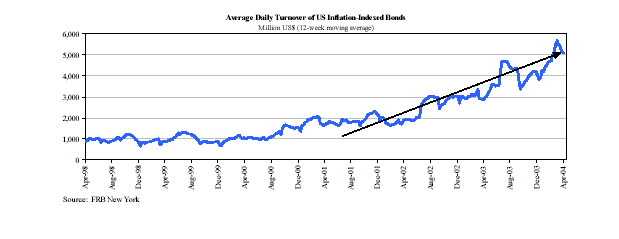 Average Daily Turnover of US Inflation-Indexed Bonds
Million US$ (12-week moving average)
6,000
5,000
4,000
3,000
2,000
1,000
0
Apr-98
Aug-98
Dec-98
Apr-99
Aug-99
Dec-99
Apr-00
Aug-00
Dec-00
Apr-01
Aug-01
Dec-01
Apr-02
Aug-02
Dec-02
Apr-03
Aug-03
Dec-03
Apr-04
Source: FRB New York